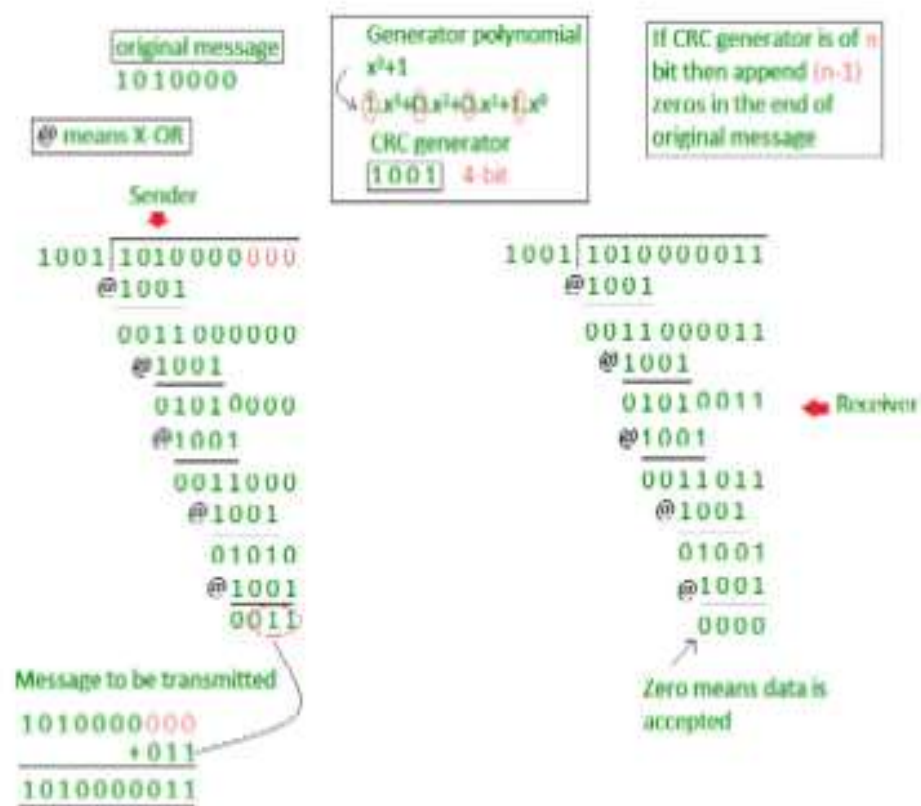 original message
1010000
@ means X-OR
Generator polynomial
x³+1
1.x³+0.x²+0.x¹+1.x⁰
CRC generator
1001 4-bit
If CRC generator is of n
bit then append (n-1)
zeros in the end of
original message
Sender
1001 1010000000
@1001
0011000000
@1001
01010000
@1001
0011000
@1001
01010
@1001
0011
Message to be transmitted
1010000000
+011
1010000011
1001 1010000011
@1001
0011000011
@1001
01010011
@1001
0011011
@1001
01001
@1001
0000
Receiver
Zero means data is
accepted